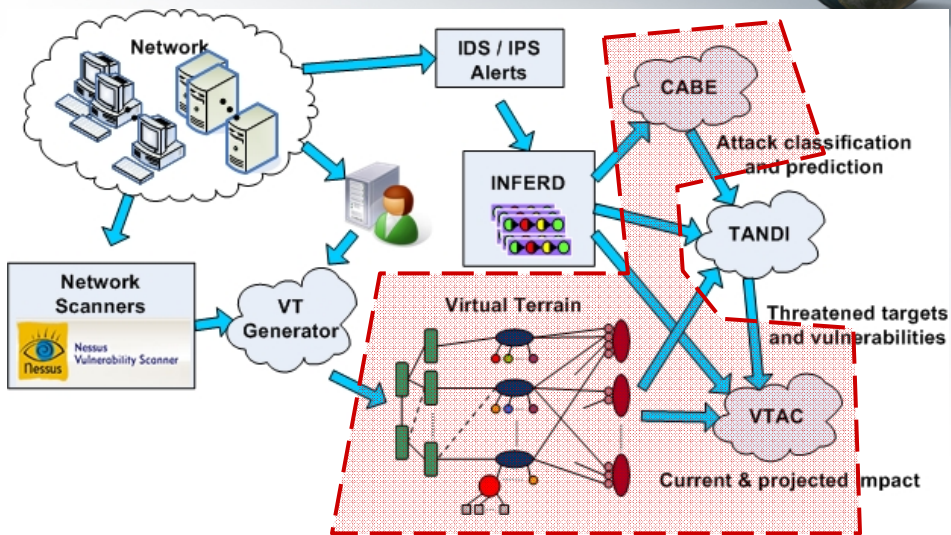 Network
IDS / IPS
Alerts
CABE
Attack classification
and prediction
INFERD
TANDI
Network
Scanners
Nessus
Nessus
Vulnerability Scanner
VT
Generator
Virtual Terrain
Threatened targets
and vulnerabilities
VTAC
Current & projected impact